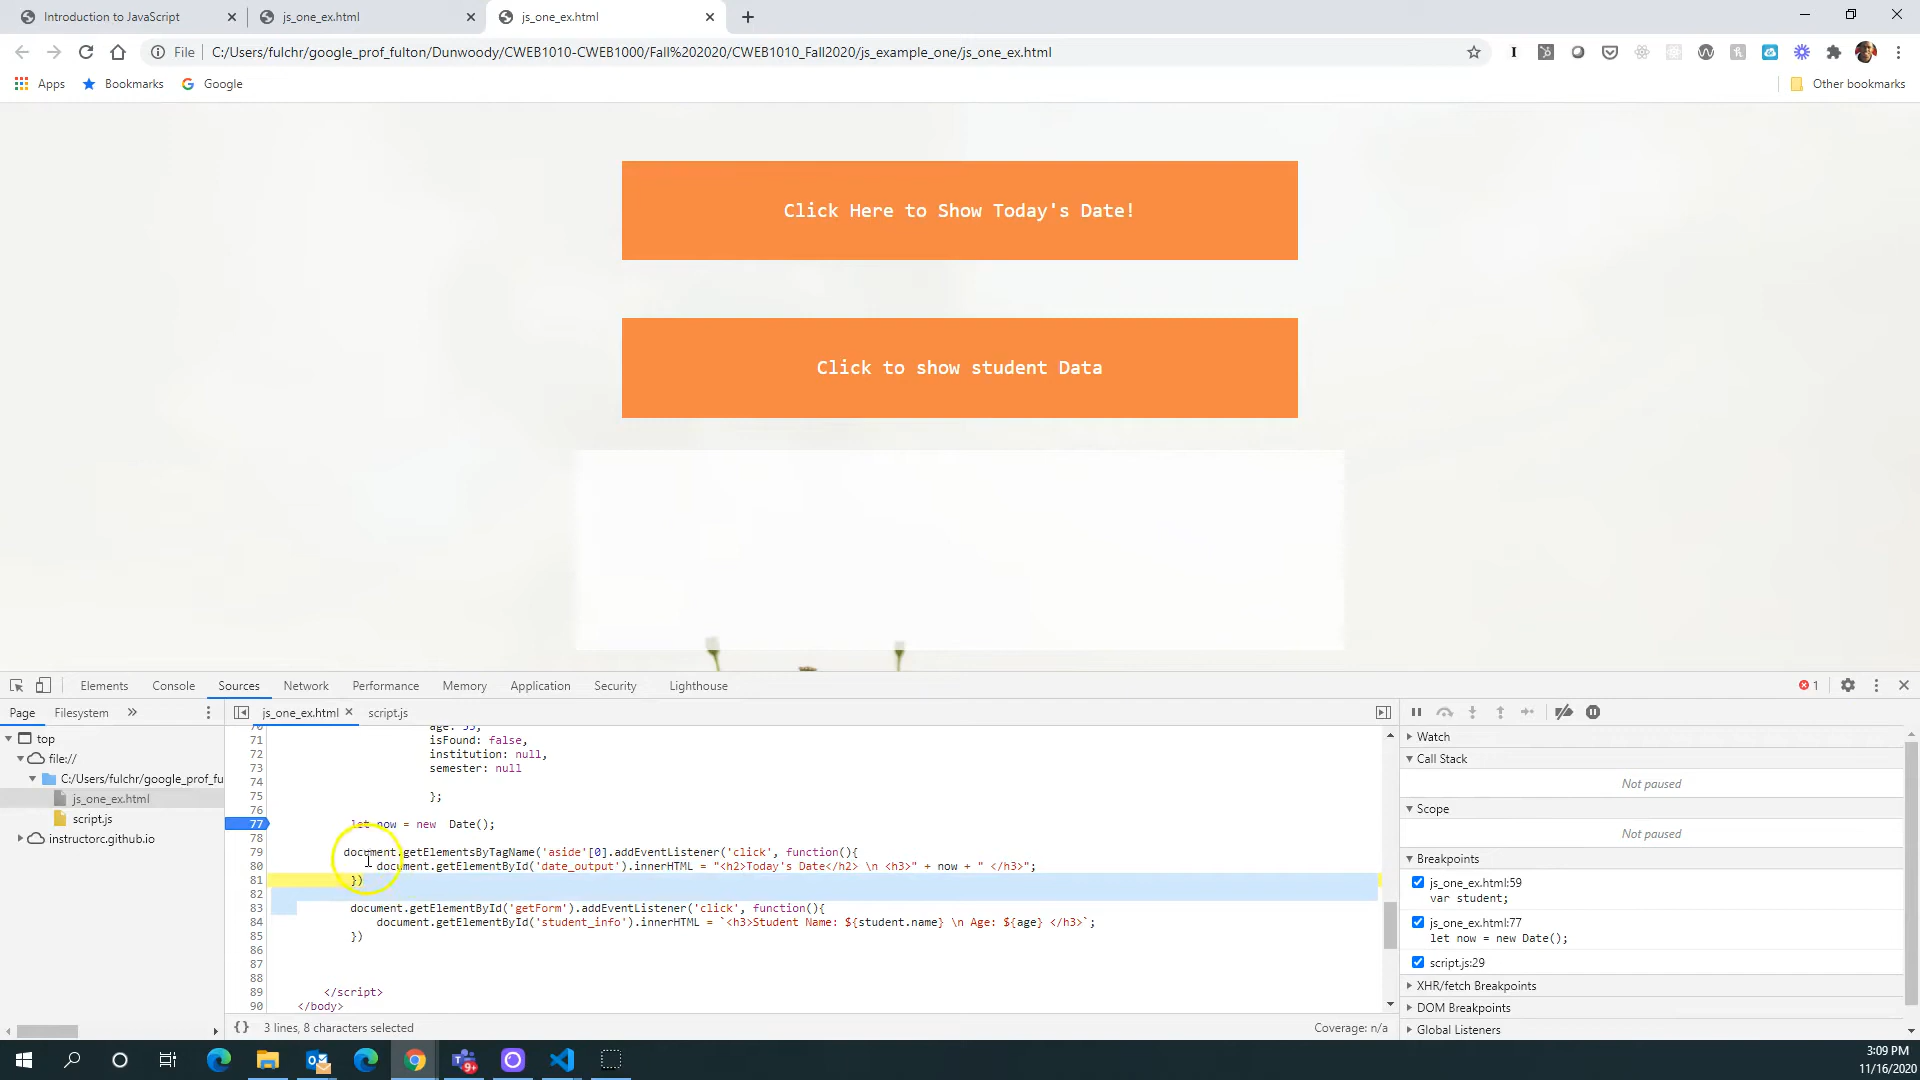 Introduction to JavaScript
js_one_ex.html
js_one_ex.html
File
C:/Users/fulchr/google_prof_fulton/Dunwoody/CWEB1010-CWEB1000/Fall%202020/CWEB1010_Fall2020/js_example_one/js_one_ex.html
Apps
Bookmarks
Google
Other bookmarks
Click Here to Show Today's Date!
Click to show student Data
Elements
Console
Sources
Network
Performance
Memory
Application
Security
Lighthouse
1
Page
Filesystem
js_one_ex.html
script.js
top
file://
C:/Users/fulchr/google_prof_fu
js_one_ex.html
script.js
instructorc.github.io
71 isFound: false,
72 institution: null,
73 semester: null
74
75 };
76
77 let now = new Date();
78
79 document.getElementsByTagName('aside'[0].addEventListener('click', function(){
80 document.getElementById('date_output').innerHTML = "<h2>Today's Date</h2> \n <h3>" + now + " </h3>";
81 })
82
83 document.getElementById('getForm').addEventListener('click', function(){
84 document.getElementById('student_info').innerHTML = `<h3>Student Name: ${student.name} \n Age: ${age} </h3>`;
85 })
86
87
88
89 </script>
90 </body>
{} 3 lines, 8 characters selected
Coverage: n/a
Watch
Call Stack
Not paused
Scope
Not paused
Breakpoints
js_one_ex.html:59
var student;
js_one_ex.html:77
let now = new Date();
script.js:29
XHR/fetch Breakpoints
DOM Breakpoints
Global Listeners
9+
3:09 PM
11/16/2020